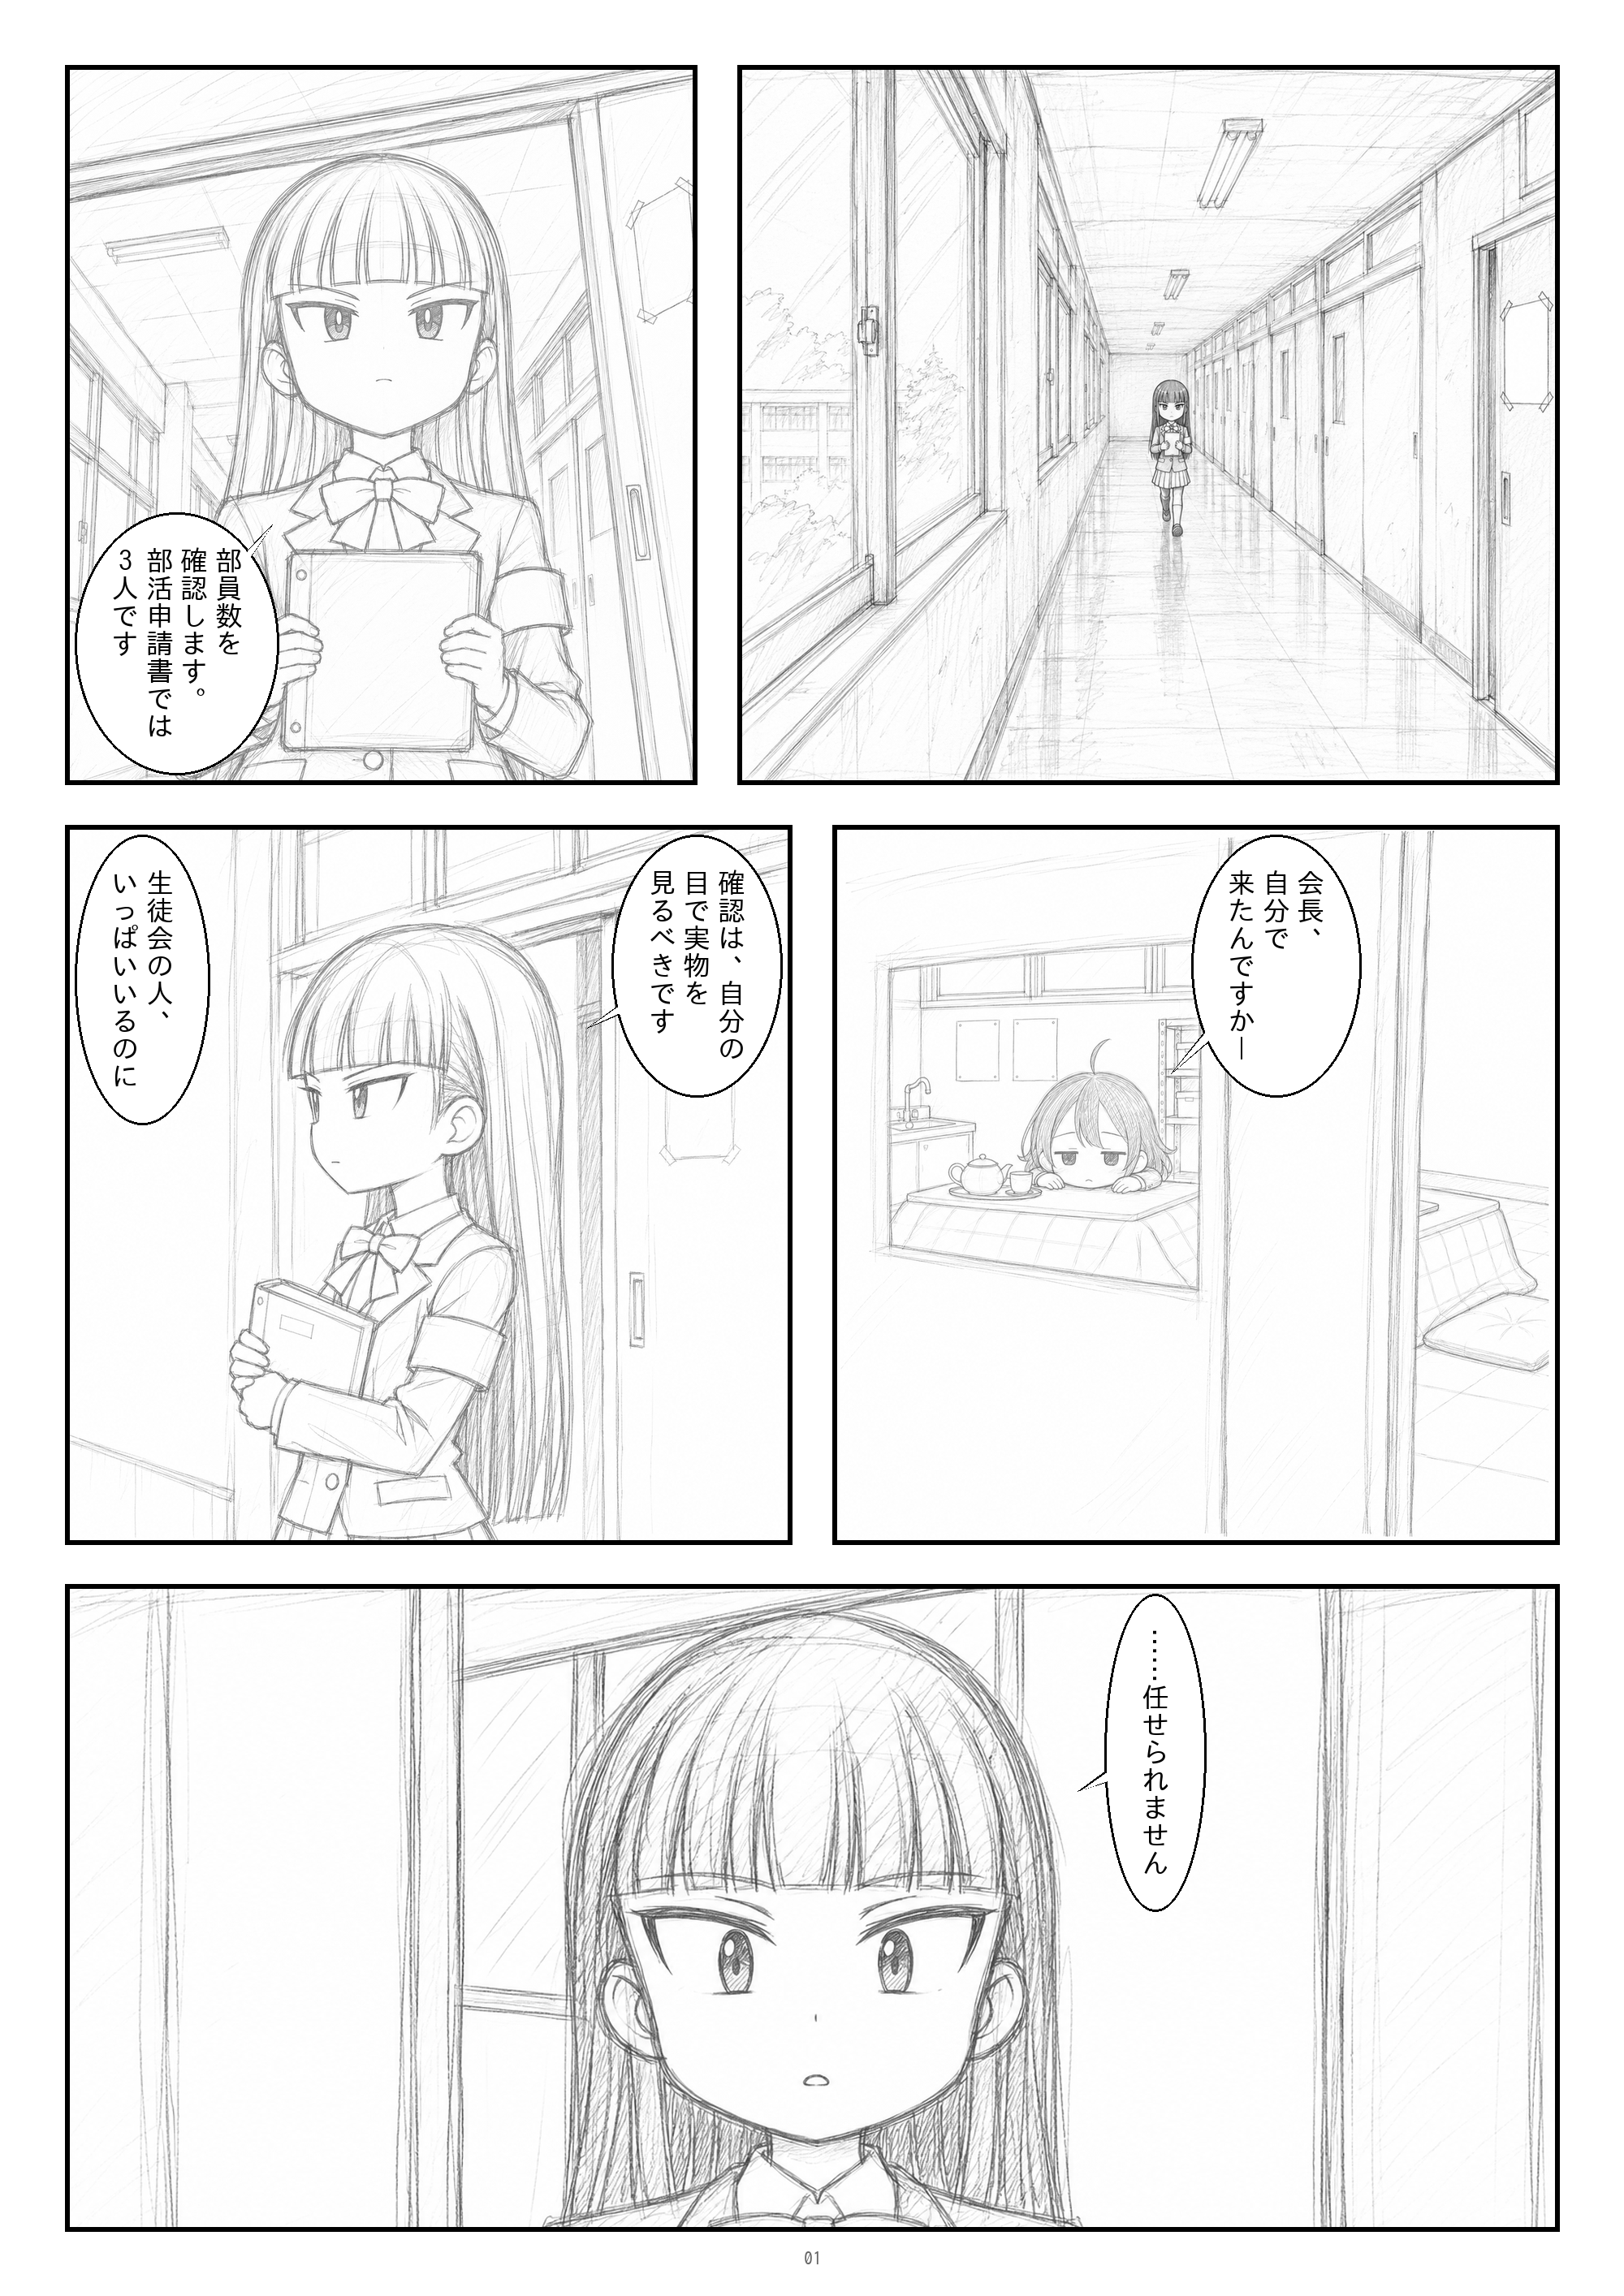 部員数を
確認します。
部活申請書では
3人です
会長、
自分で
来たんですかー
確認は、自分の
目で実物を
見るべきです
生徒会の人、
いっぱいいるのに
……任せられません
01